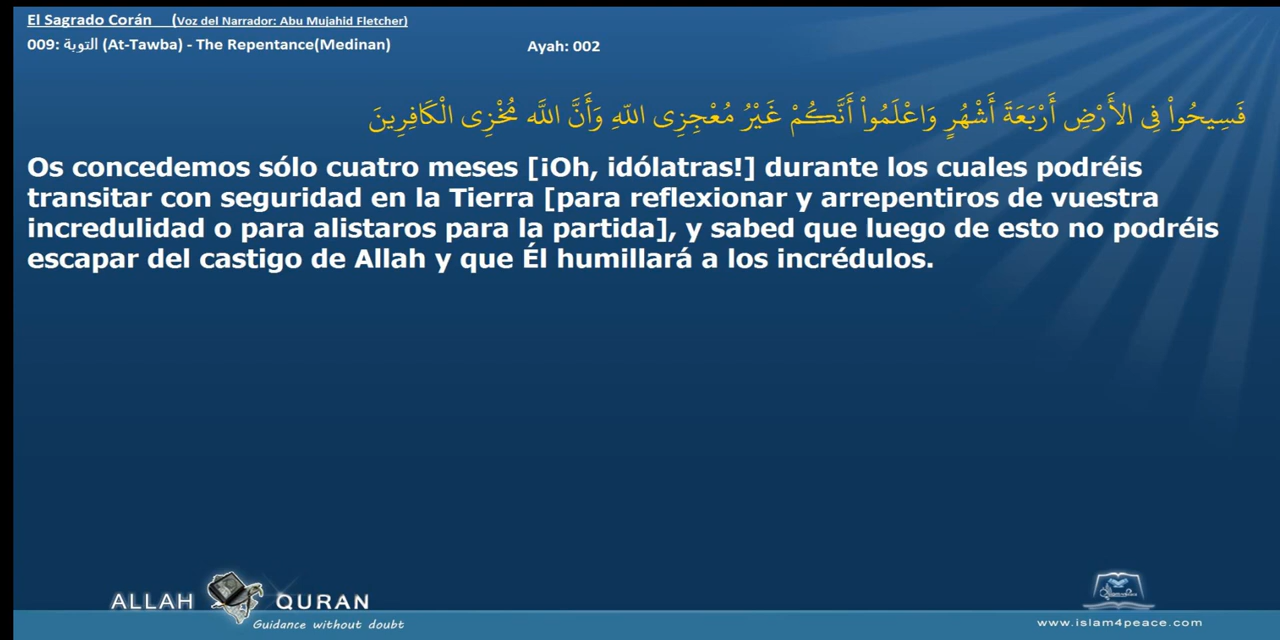 El Sagrado Corán (Voz del Narrador: Abu Mujahid Fletcher)
009: التوبة (At-Tawba) - The Repentance(Medinan) Ayah: 002
فَسِيحُواْ فِي الأَرْضِ أَرْبَعَةَ أَشْهُرٍ وَاعْلَمُواْ أَنَّكُمْ غَيْرُ مُعْجِزِى اللّهِ وَأَنَّ اللَّه مُخْزِى الْكَافِرِينَ
Os concedemos sólo cuatro meses [¡Oh, idólatras!] durante los cuales podréis
transitar con seguridad en la Tierra [para reflexionar y arrepentiros de vuestra
incredulidad o para alistaros para la partida], y sabed que luego de esto no podréis
escapar del castigo de Allah y que Él humillará a los incrédulos.
ALLAH QURAN
Guidance without doubt
www.islam4peace.com